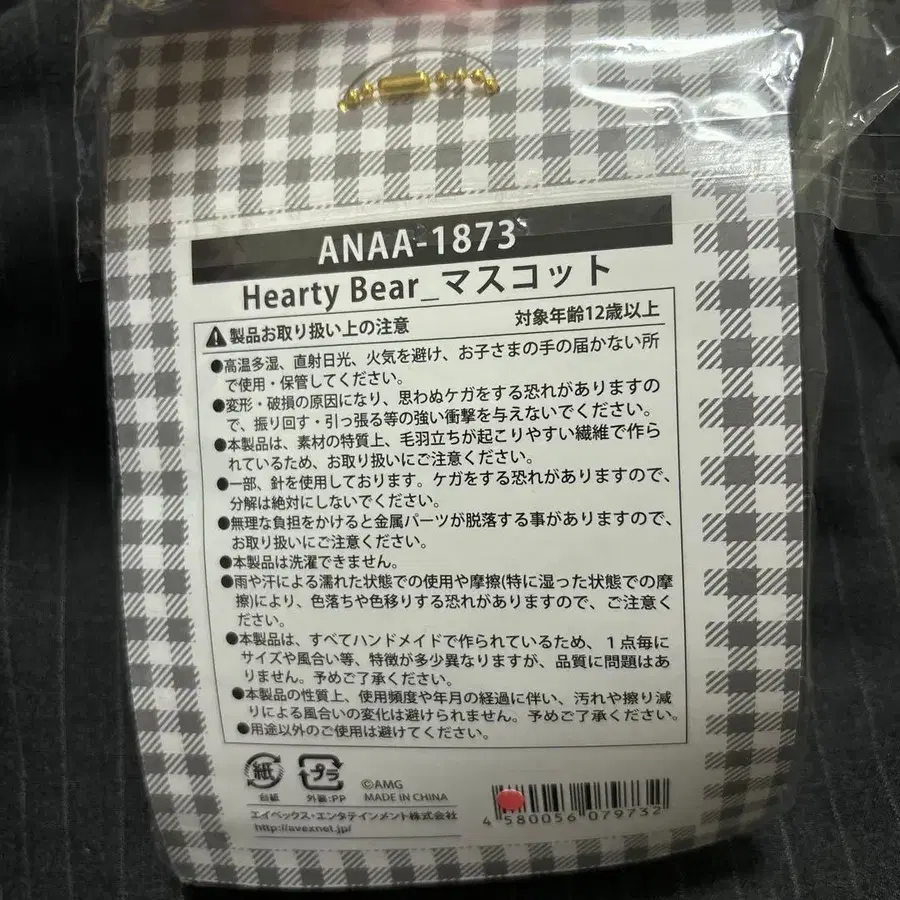 ANAA-1873
Hearty Bear_マスコット
製品お取り扱い上の注意 対象年齢12歳以上
●高温多湿、直射日光、火気を避け、お子さまの手の届かない所
で使用・保管してください。
●変形・破損の原因になり、思わぬケガをする恐れがありますの
で、振り回す・引っ張る等の強い衝撃を与えないでください。
●本製品は、素材の特質上、毛羽立ちが起こりやすい繊維で作ら
れているため、お取り扱いにご注意ください。
●一部、針を使用しております。ケガをする恐れがありますので、
分解は絶対にしないでください。
●無理な負担をかけると金属パーツが脱落する事がありますので、
お取り扱いにご注意ください。
●本製品は洗濯できません。
●雨や汗による濡れた状態での使用や摩擦(特に湿った状態での摩
擦)により、色落ちや色移りする恐れがありますので、ご注意く
ださい。
●本製品は、すべてハンドメイドで作られているため、１点毎に
サイズや風合い等、特徴が多少異なりますが、品質に問題はあ
りません。予めご了承ください。
●本製品の性質上、使用頻度や年月の経過に伴い、汚れや擦り減
りによる風合いの変化は避けられません。予めご了承ください。
●用途以外のご使用は避けてください。
紙 プラ ©AMG
台紙 外装:PP MADE IN CHINA
エイベックス・エンタテインメント株式会社
http://avexnet.jp/
4 580056 079732